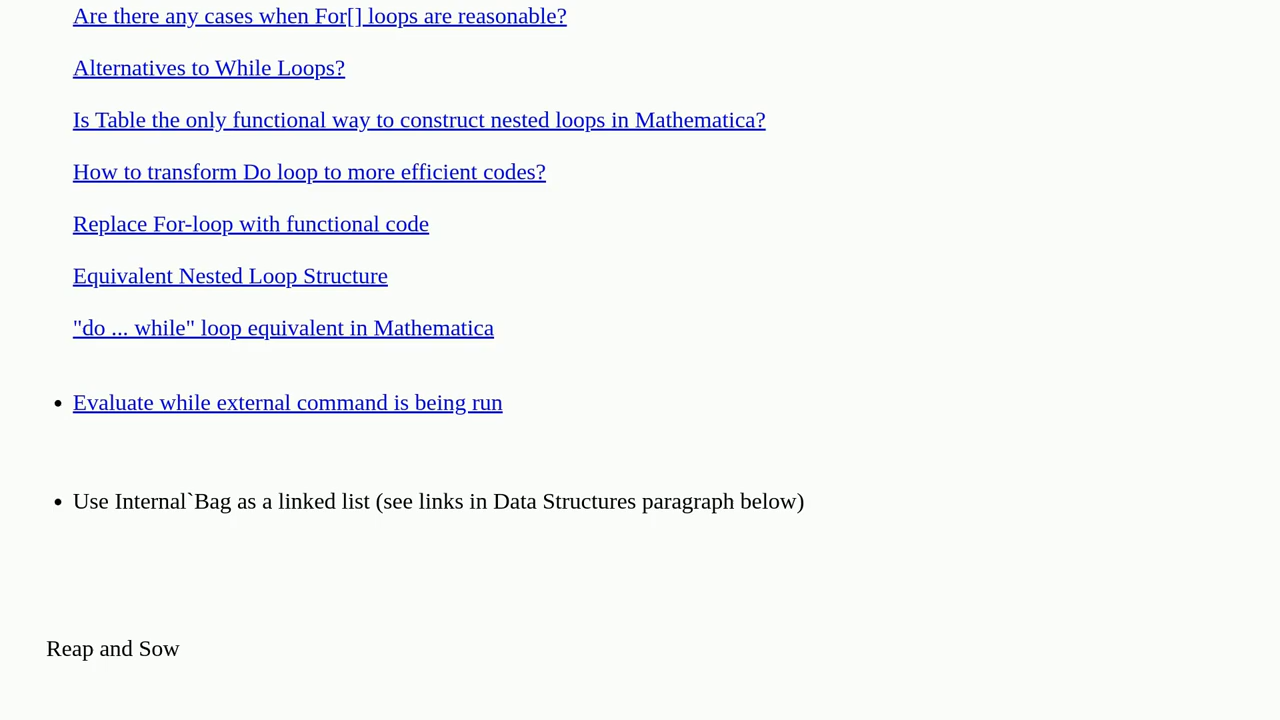 Are there any cases when For[] loops are reasonable?
Alternatives to While Loops?
Is Table the only functional way to construct nested loops in Mathematica?
How to transform Do loop to more efficient codes?
Replace For-loop with functional code
Equivalent Nested Loop Structure
"do ... while" loop equivalent in Mathematica
• Evaluate while external command is being run
• Use Internal`Bag as a linked list (see links in Data Structures paragraph below)
Reap and Sow